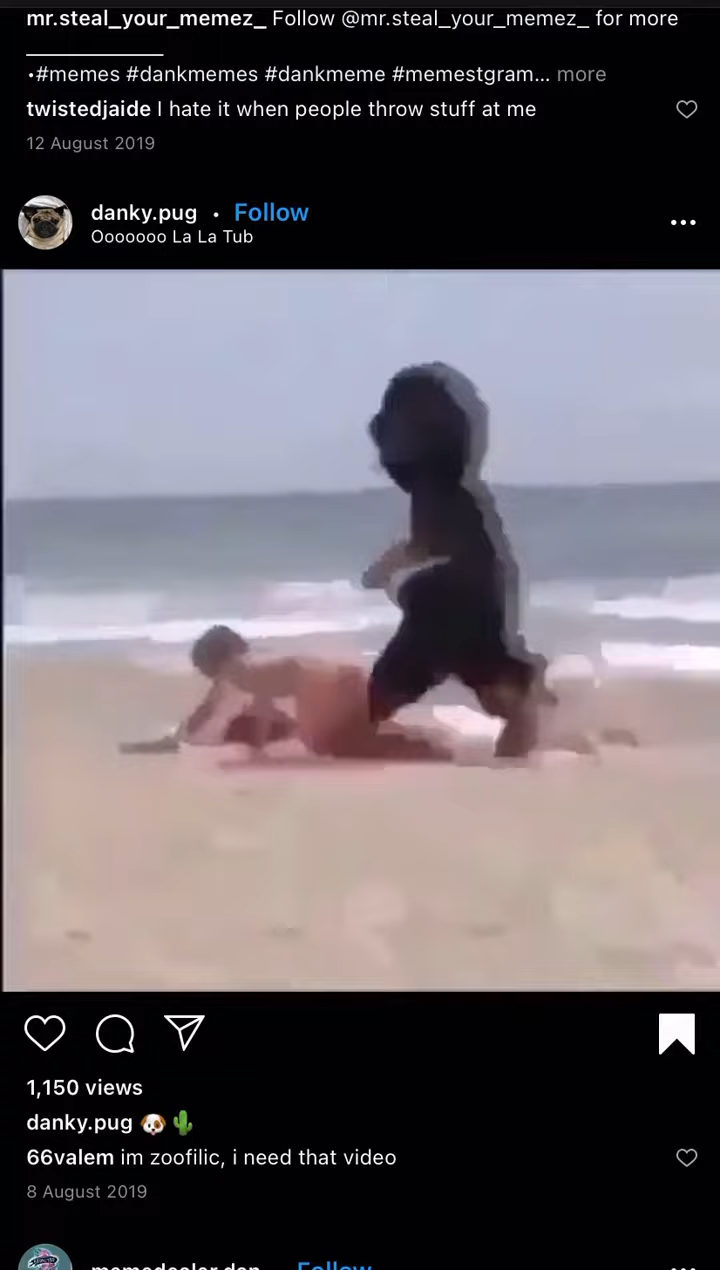 mr.steal_your_memez_ Follow @mr.steal_your_memez_ for more
•#memes #dankmemes #dankmeme #memestgram... more
twistedjaide I hate it when people throw stuff at me
12 August 2019
danky.pug • Follow
Ooooooo La La Tub
1,150 views
danky.pug 🐶🌵
66valem im zoofilic, i need that video
8 August 2019
Follow